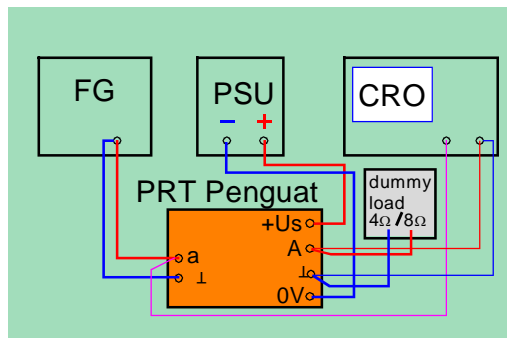 FG
PSU
− +
CRO
PRT Penguat
dummy
load
4Ω/8Ω
+Us
a
A
⊥
⊥
0V